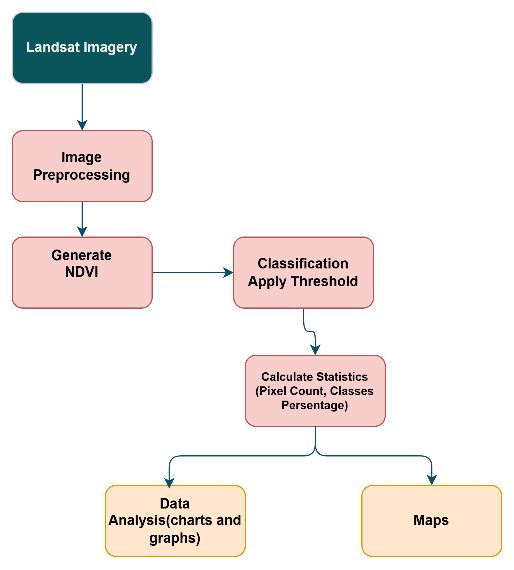 Landsat Imagery
Image
Preprocessing
Generate
NDVI
Classification
Apply Threshold
Calculate Statistics
(Pixel Count, Classes
Persentage)
Data
Analysis(charts and
graphs)
Maps